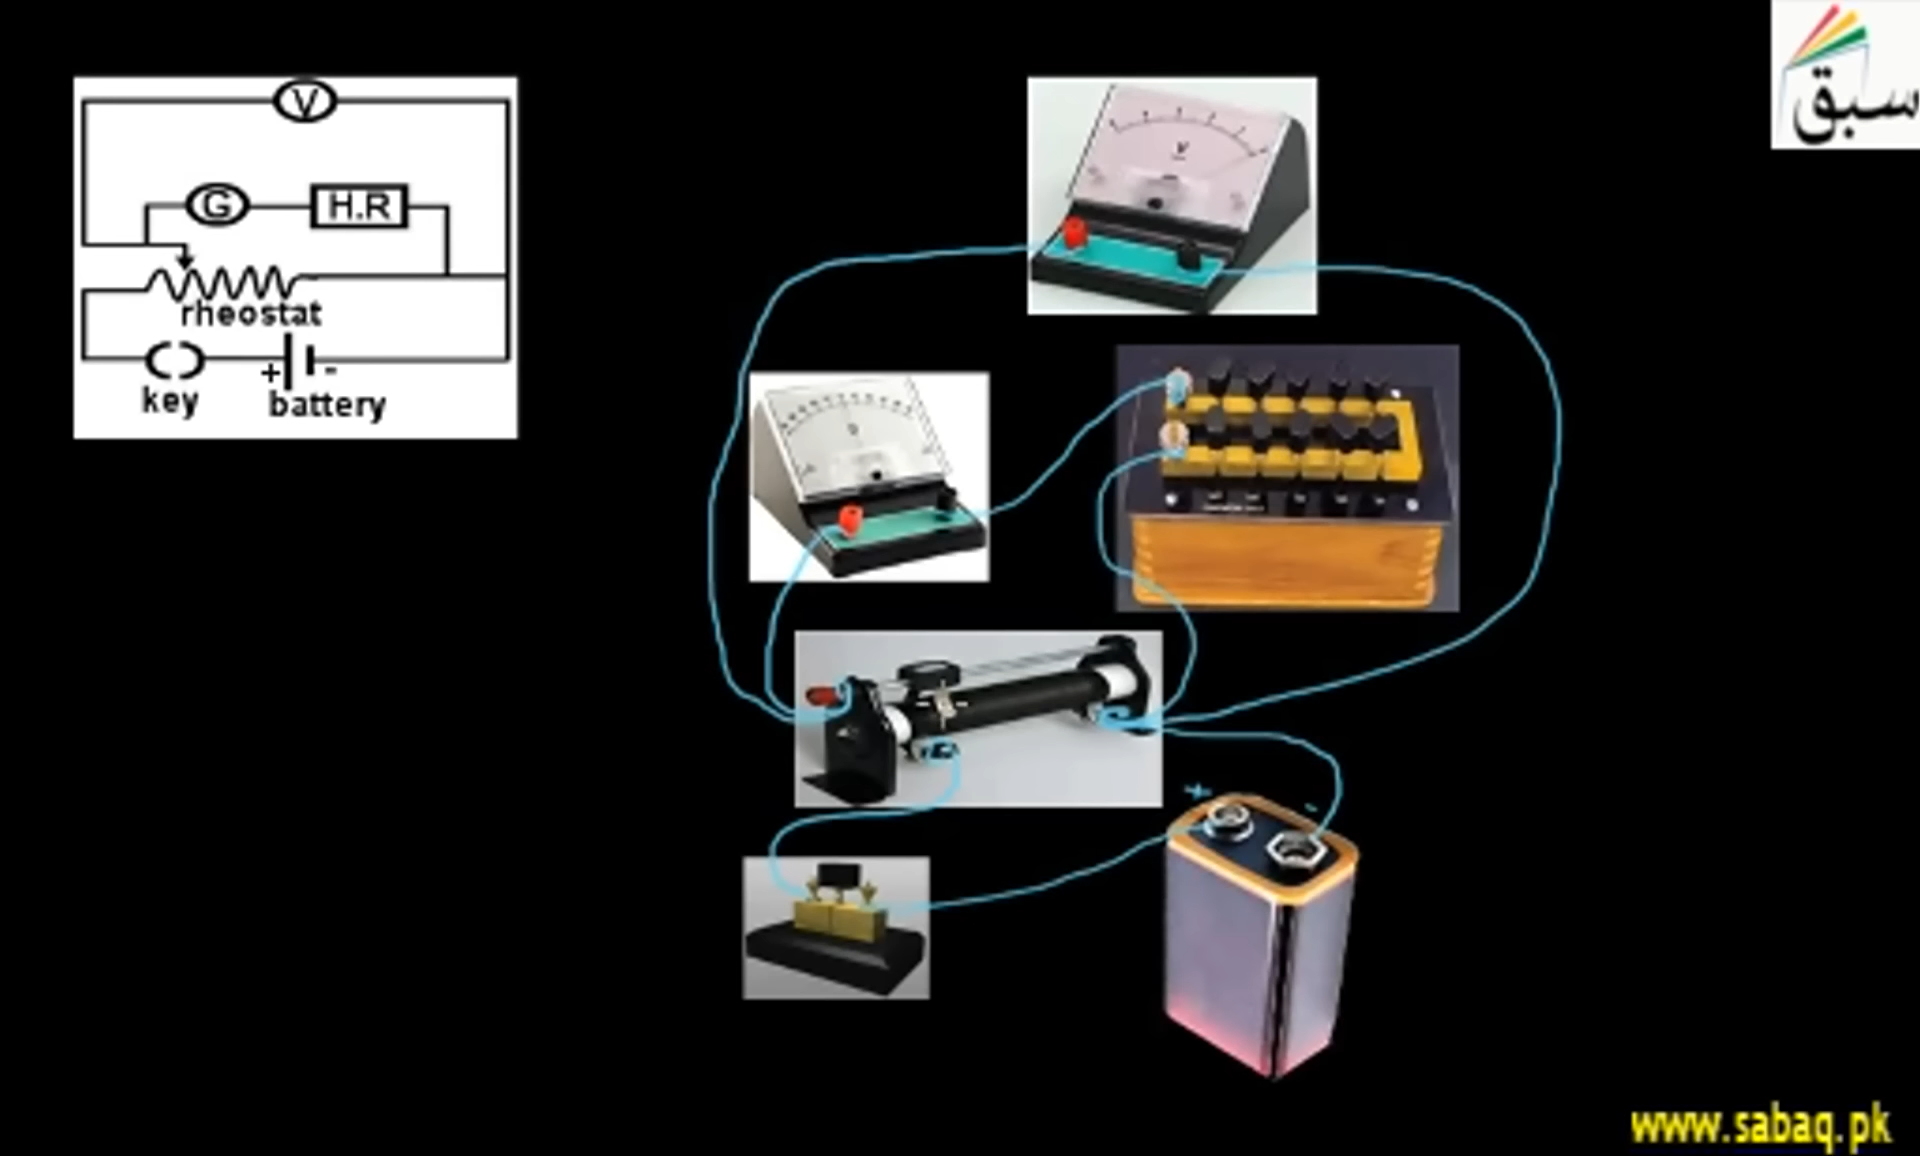 سبق
V
G
H.R
rheostat
+ -
key
battery
V
+ -
www.sabaq.pk